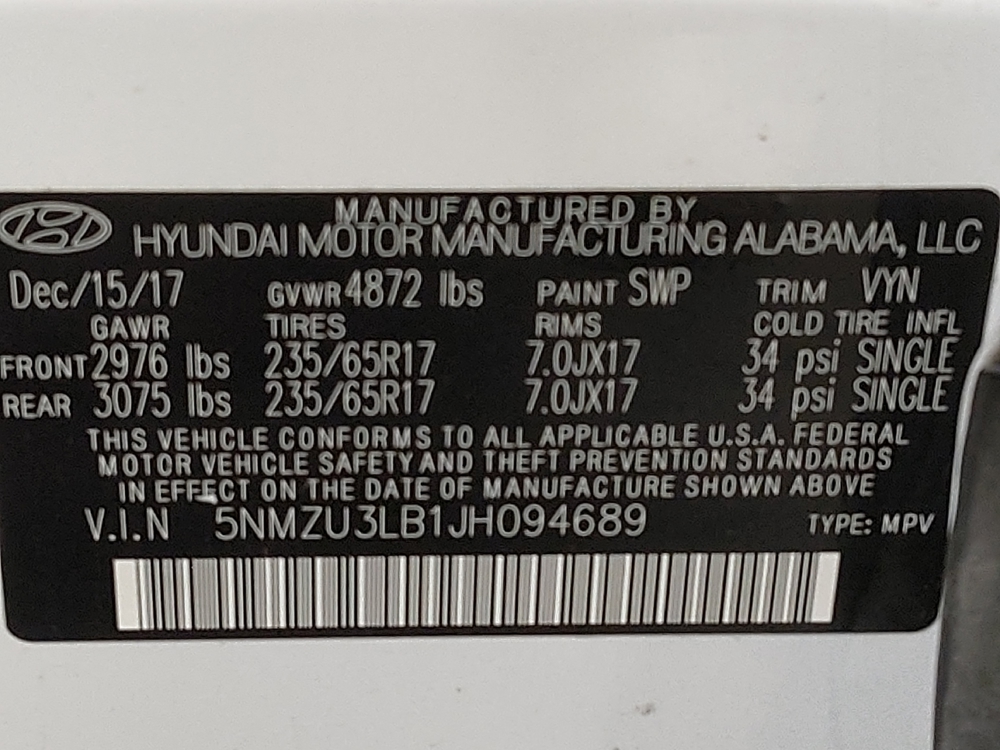 MANUFACTURED BY
HYUNDAI MOTOR MANUFACTURING ALABAMA, LLC
Dec/15/17 GVWR 4872 lbs PAINT SWP TRIM VYN
GAWR TIRES RIMS COLD TIRE INFL
FRONT 2976 lbs 235/65R17 7.0JX17 34 psi SINGLE
REAR 3075 lbs 235/65R17 7.0JX17 34 psi SINGLE
THIS VEHICLE CONFORMS TO ALL APPLICABLE U.S.A. FEDERAL
MOTOR VEHICLE SAFETY AND THEFT PREVENTION STANDARDS
IN EFFECT ON THE DATE OF MANUFACTURE SHOWN ABOVE
V.I.N 5NMZU3LB1JH094689 TYPE: MPV